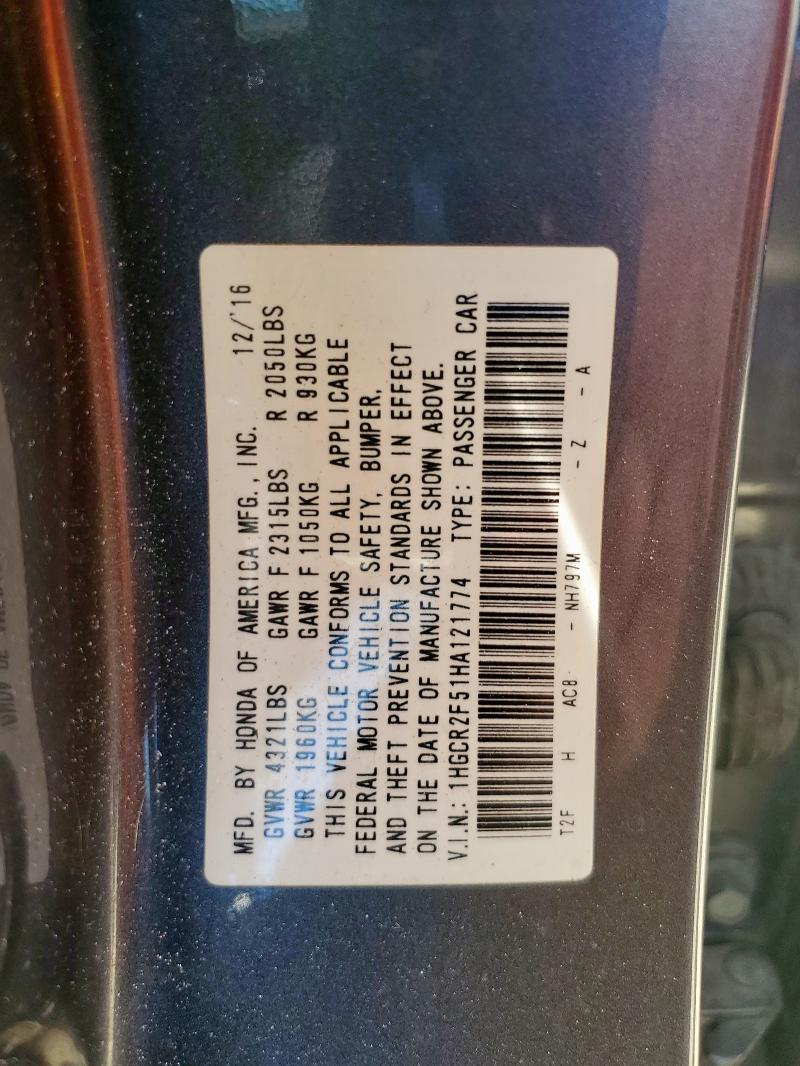 MFD. BY HONDA OF AMERICA MFG., INC. 12/'16
GVWR 4321LBS GAWR F 2315LBS R 2050LBS
GVWR 1960KG GAWR F 1050KG R 930KG
THIS VEHICLE CONFORMS TO ALL APPLICABLE
FEDERAL MOTOR VEHICLE SAFETY, BUMPER,
AND THEFT PREVENTION STANDARDS IN EFFECT
ON THE DATE OF MANUFACTURE SHOWN ABOVE.
V.I.N.: 1HGCR2F51HA121774 TYPE: PASSENGER CAR
T2F H AC8 - NH797M - Z - A